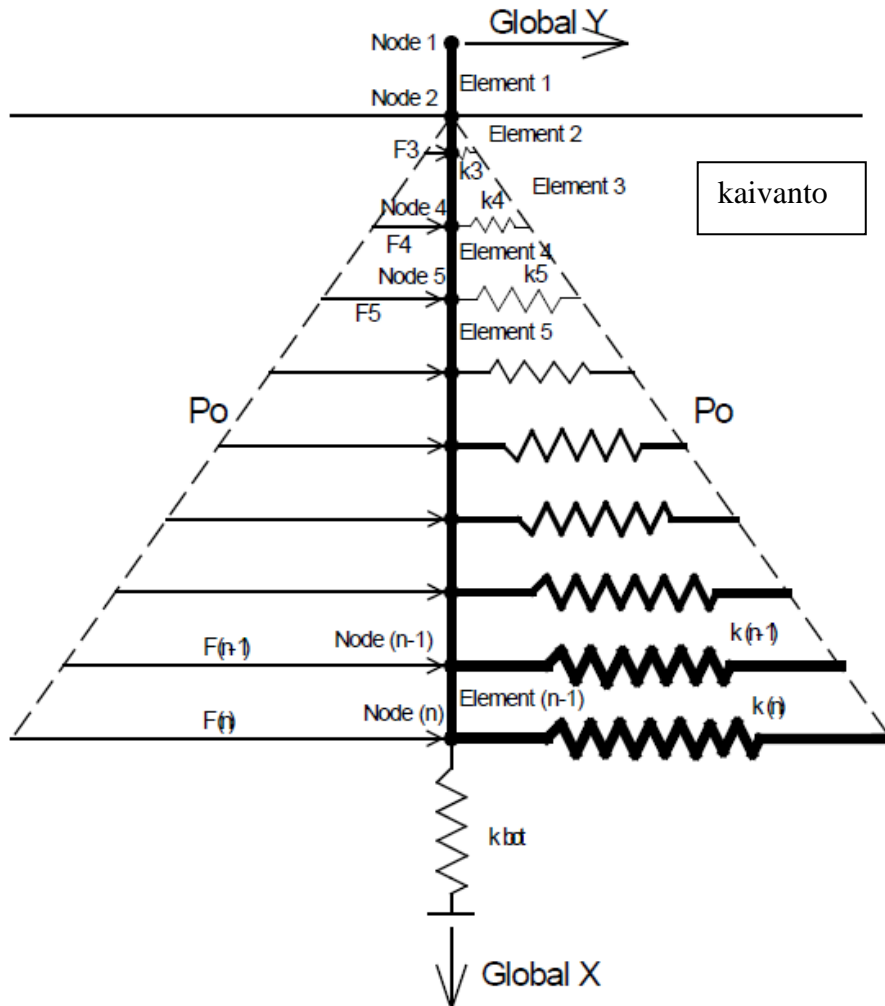 Global Y
Node 1
Element 1
Node 2
Element 2
F3
k3
Element 3
kaivanto
Node 4
k4
F4
Element 4
Node 5
k5
F5
Element 5
Po
Po
F(n-1)
Node (n-1)
k(n-1)
Element (n-1)
k(n)
Node (n)
F(n)
k bot
Global X